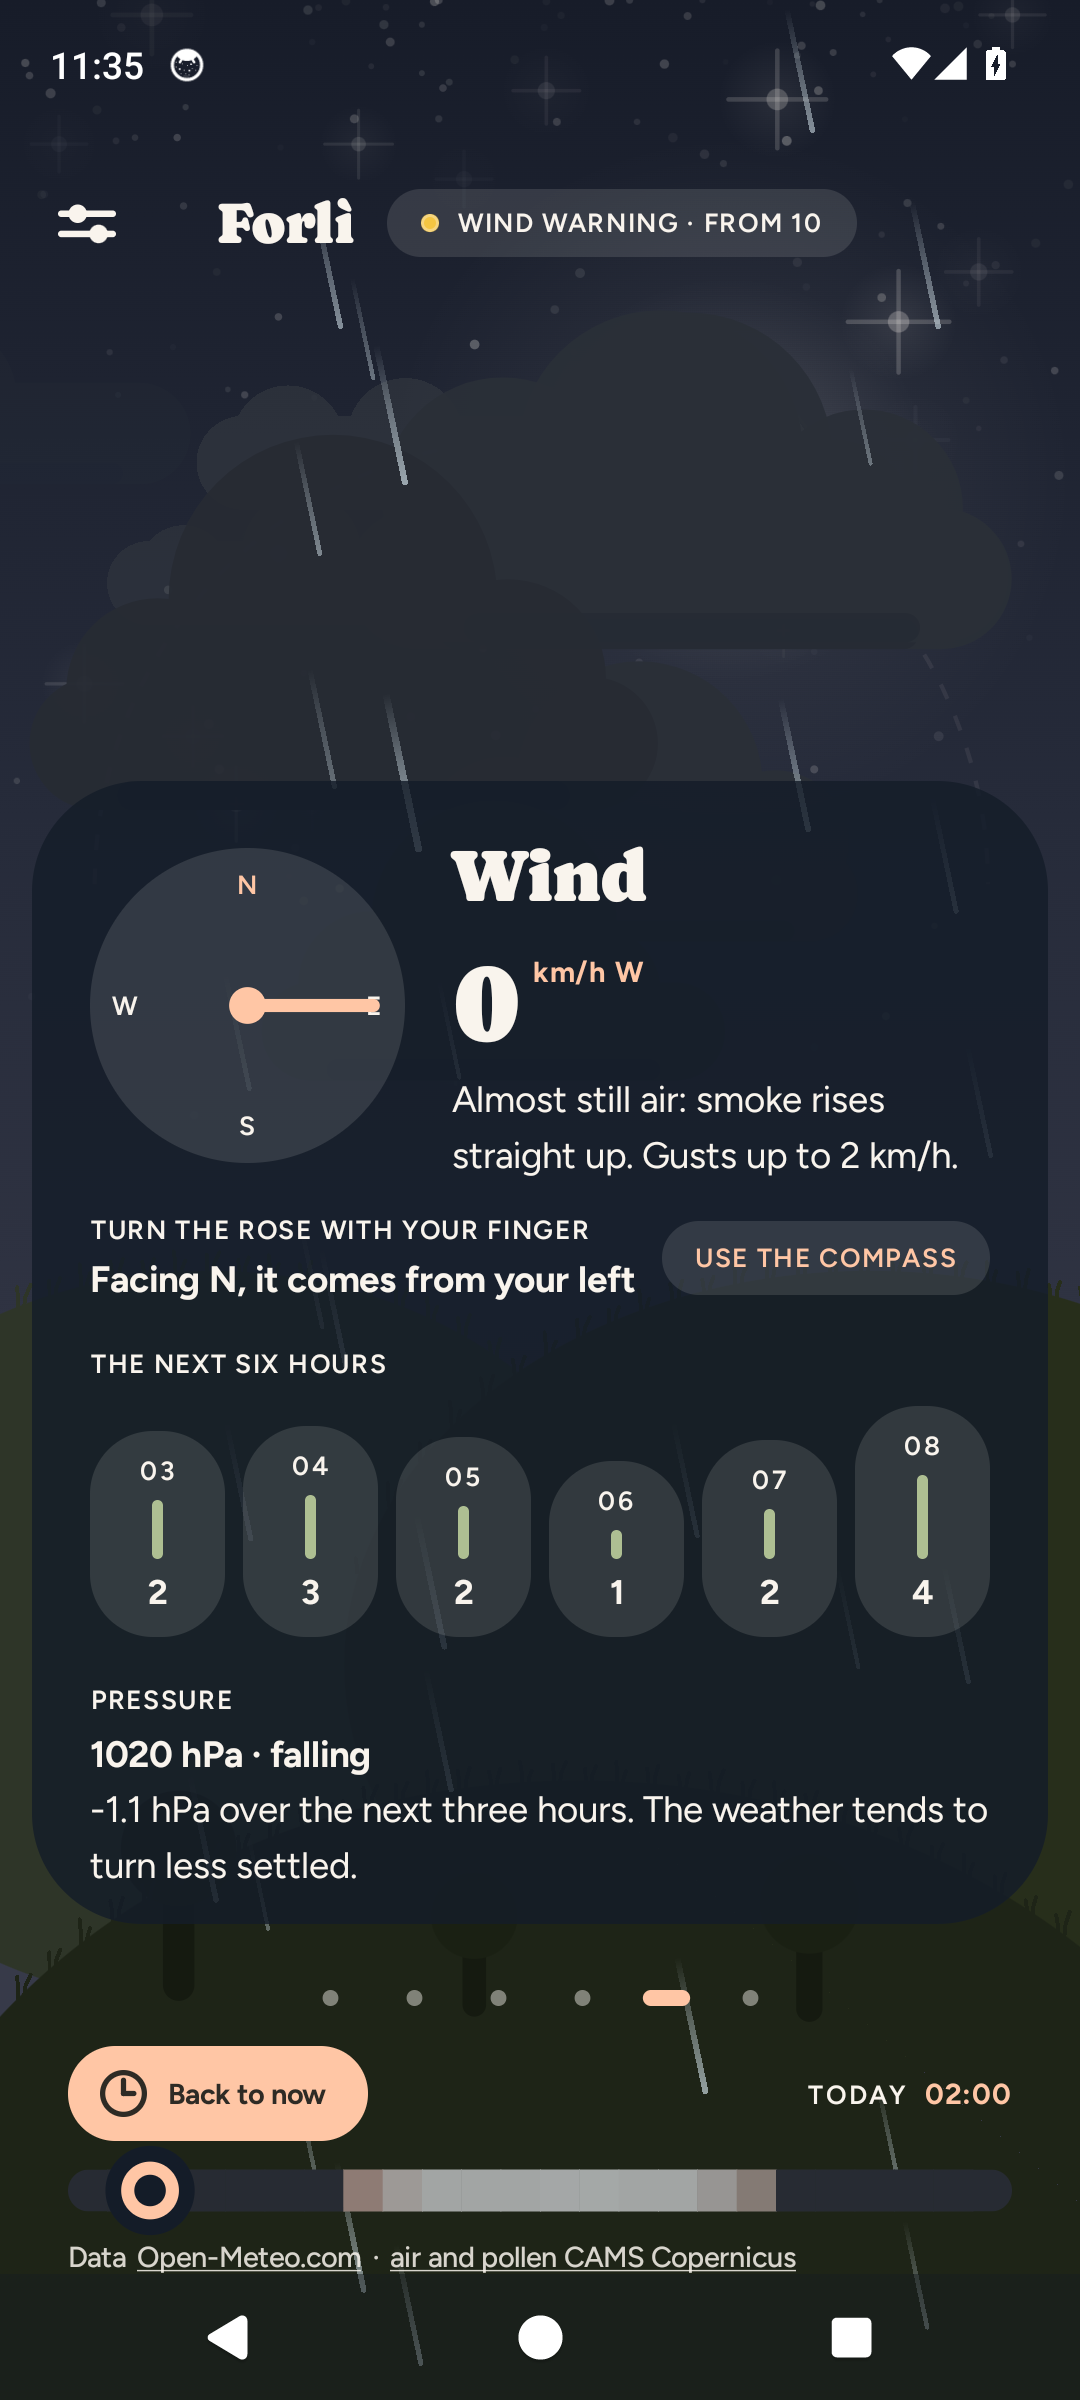 11:35
Forlì
WIND WARNING · FROM 10
N
W
E
S
Wind
0 km/h W
Almost still air: smoke rises
straight up. Gusts up to 2 km/h.
TURN THE ROSE WITH YOUR FINGER
Facing N, it comes from your left
USE THE COMPASS
THE NEXT SIX HOURS
03 04 05 06 07 08
2 3 2 1 2 4
PRESSURE
1020 hPa · falling
-1.1 hPa over the next three hours. The weather tends to
turn less settled.
Back to now
TODAY 02:00
Data Open-Meteo.com · air and pollen CAMS Copernicus